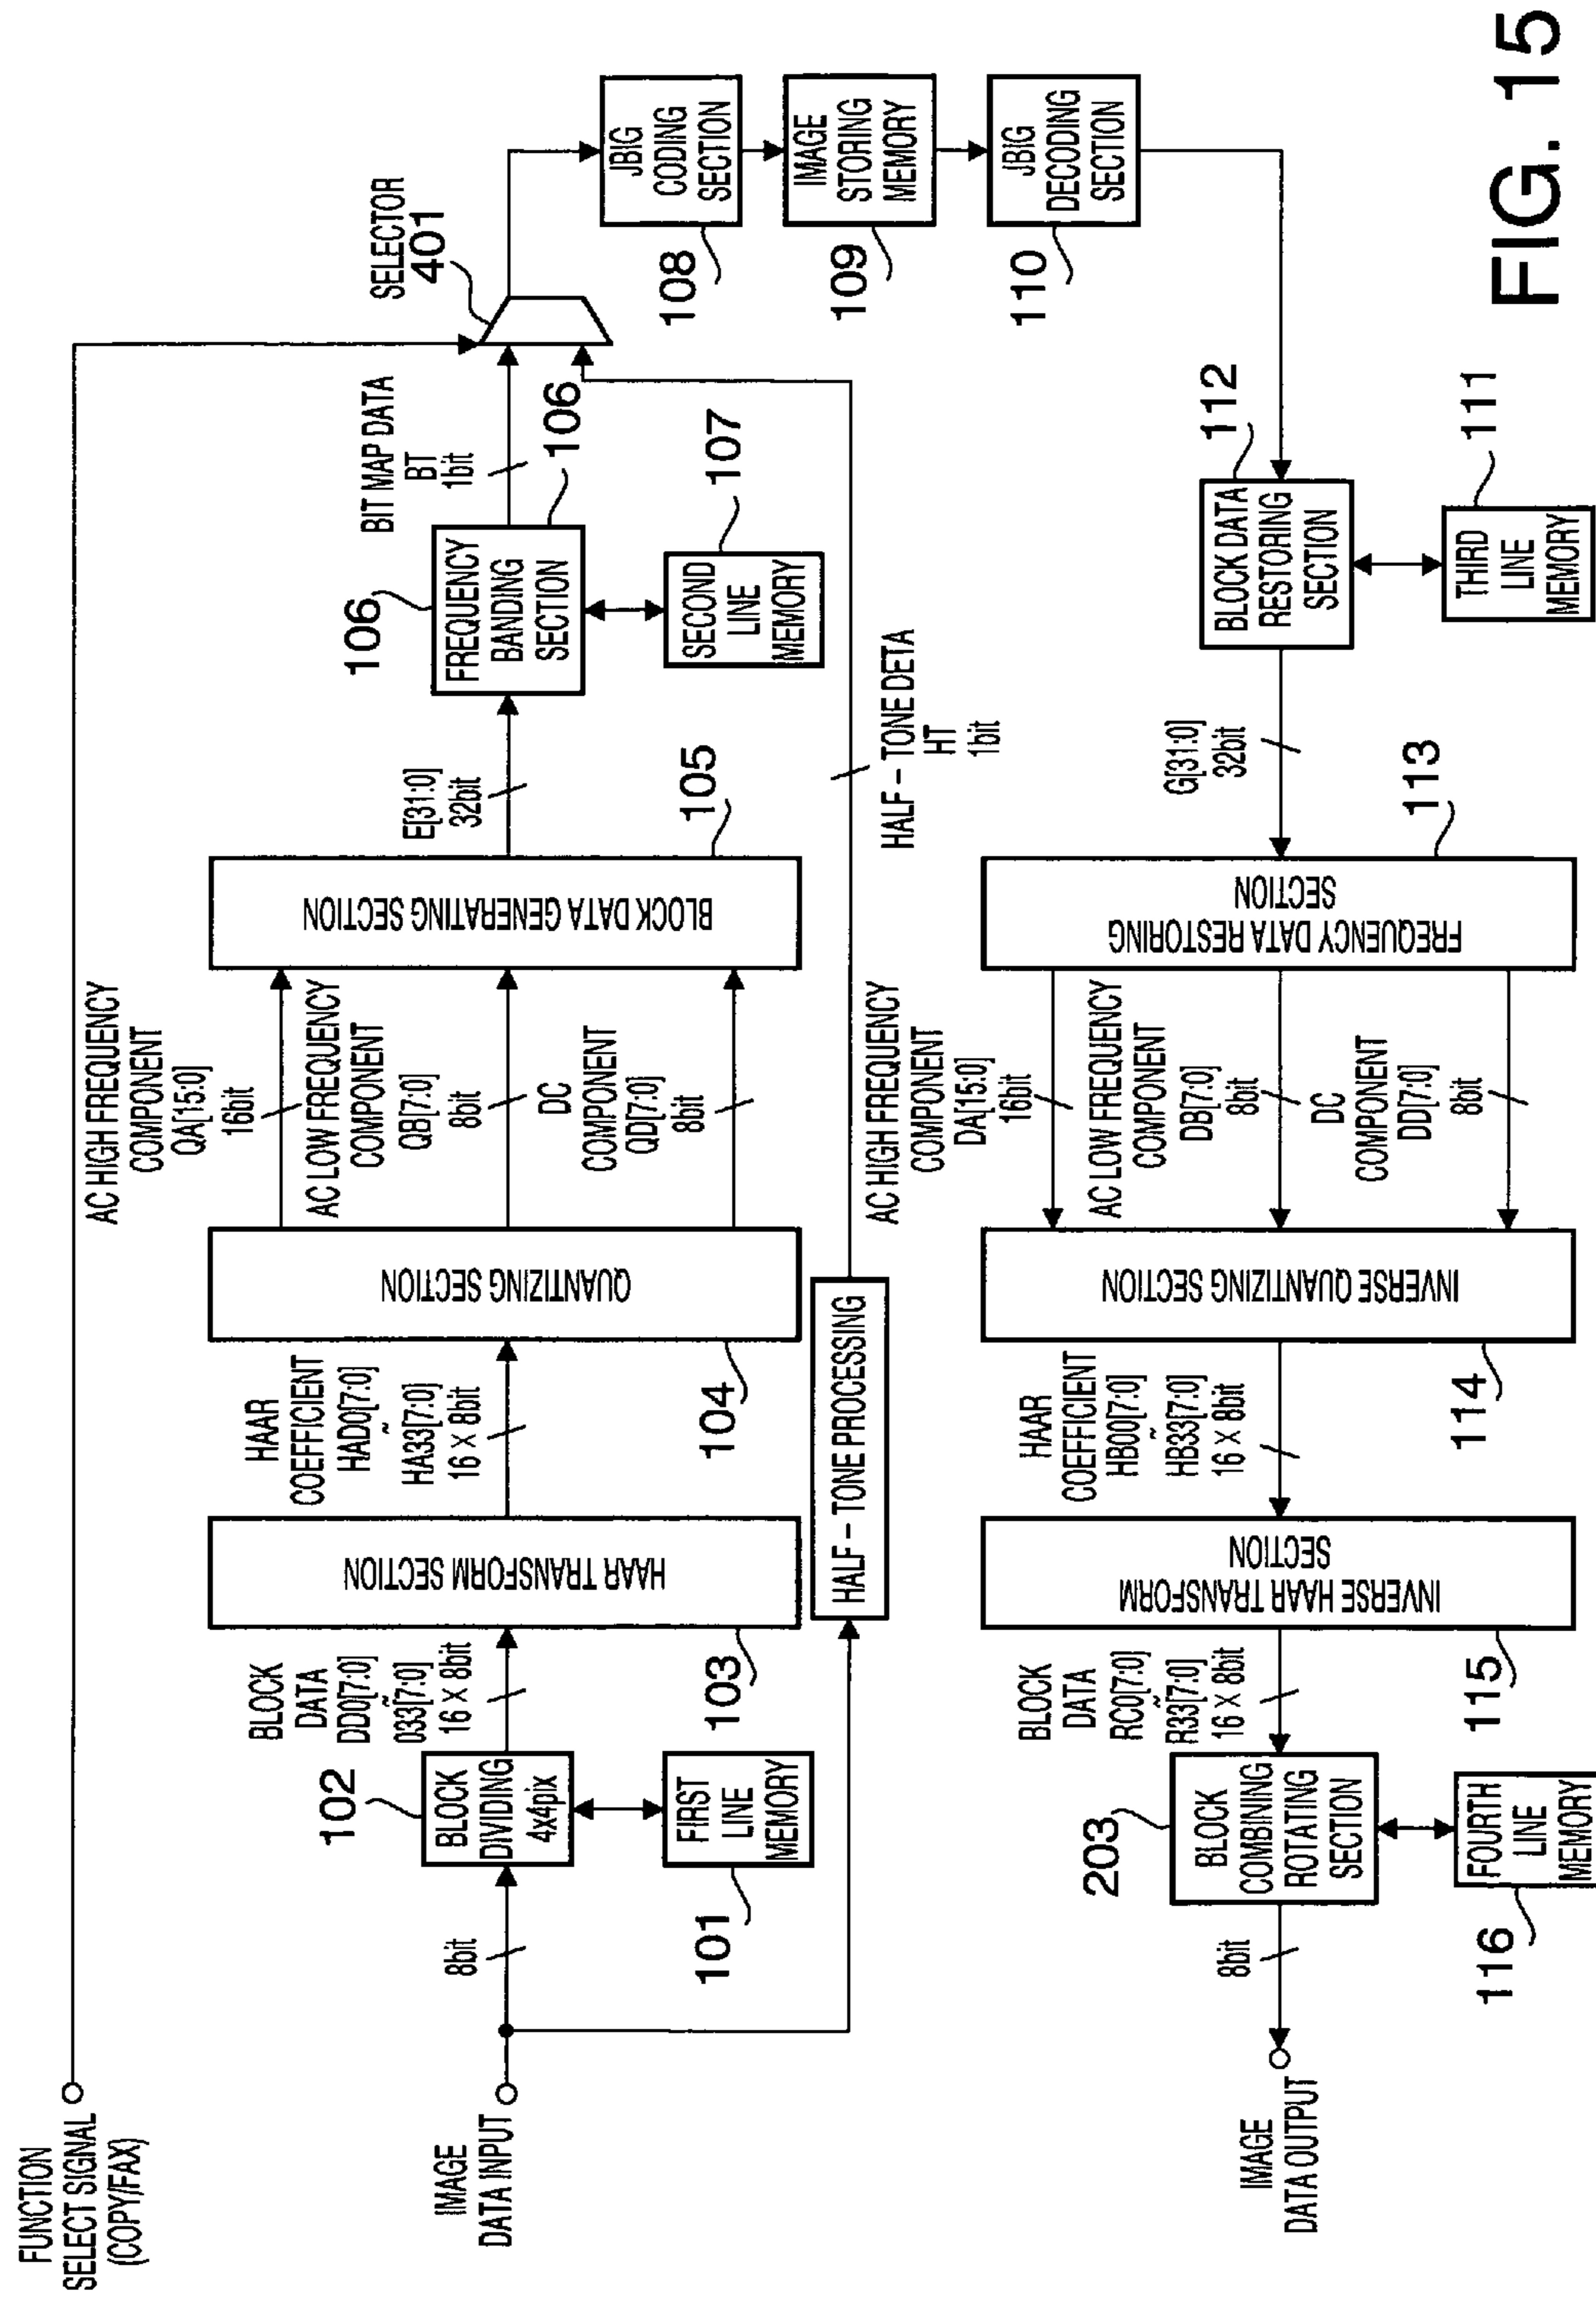 FUNCTION
SELECT SIGNAL
(COPY/FAX)
IMAGE
DATA INPUT
8bit
102
BLOCK
DIVIDING
4x4pix
FIRST
LINE
MEMORY
101
BLOCK
DATA
DD0[7:0]
~
033[7:0]
16 × 8bit
HAAR TRANSFORM SECTION
103
HAAR
COEFFICIENT
HAD0[7:0]
~
HA33[7:0]
16 × 8bit
QUANTIZING SECTION
104
AC HIGH FREQUENCY
COMPONENT
QA[15:0]
16bit
AC LOW FREQUENCY
COMPONENT
QB[7:0]
8bit
DC
COMPONENT
QD[7:0]
8bit
BLOCK DATA GENERATING SECTION
105
E[31:0]
32bit
106
FREQUENCY
BANDING
SECTION
106
SECOND
LINE
MEMORY
107
BIT MAP DATA
BT
1bit
SELECTOR
401
HALF – TONE PROCESSING
HALF – TONE DETA
HT
1bit
JBIG
CODING
SECTION
108
IMAGE
STORING
MEMORY
109
JBIG
DECODING
SECTION
110
112
BLOCK DATA
RESTORING
SECTION
THIRD
LINE
MEMORY
111
G[31:0]
32bit
FREQUENCY DATA RESTORING
SECTION
113
AC HIGH FREQUENCY
COMPONENT
DA[15:0]
16bit
AC LOW FREQUENCY
COMPONENT
DB[7:0]
8bit
DC
COMPONENT
DD[7:0]
8bit
INVERSE QUANTIZING SECTION
114
HAAR
COEFFICIENT
HB00[7:0]
~
HB33[7:0]
16 × 8bit
INVERSE HAAR TRANSFORM
SECTION
115
BLOCK
DATA
RC0[7:0]
~
R33[7:0]
16 × 8bit
203
BLOCK
COMBINING
ROTATING
SECTION
FOURTH
LINE
MEMORY
116
8bit
IMAGE
DATA OUTPUT
FIG. 15